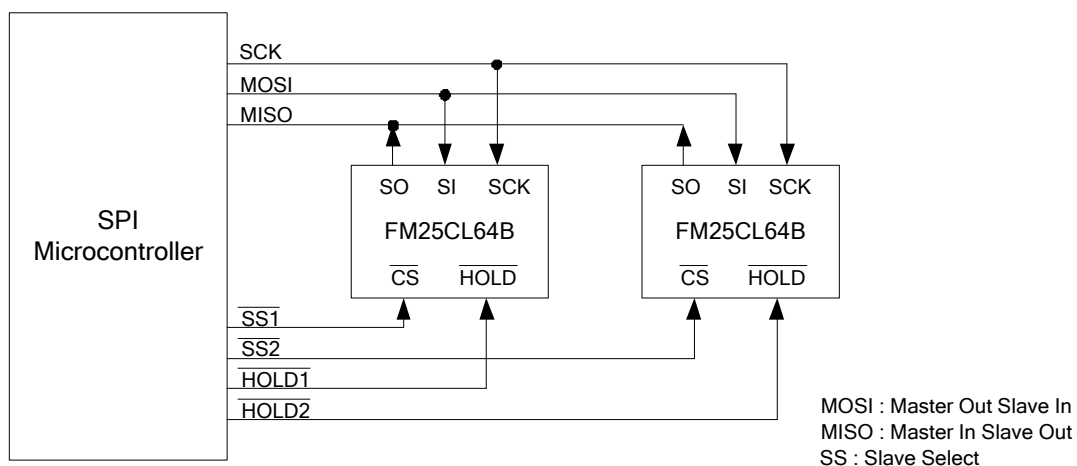 SCK
MOSI
MISO
SO SI SCK
FM25CL64B
CS HOLD
SO SI SCK
FM25CL64B
CS HOLD
SPI
Microcontroller
SS1
SS2
HOLD1
HOLD2
MOSI : Master Out Slave In
MISO : Master In Slave Out
SS : Slave Select